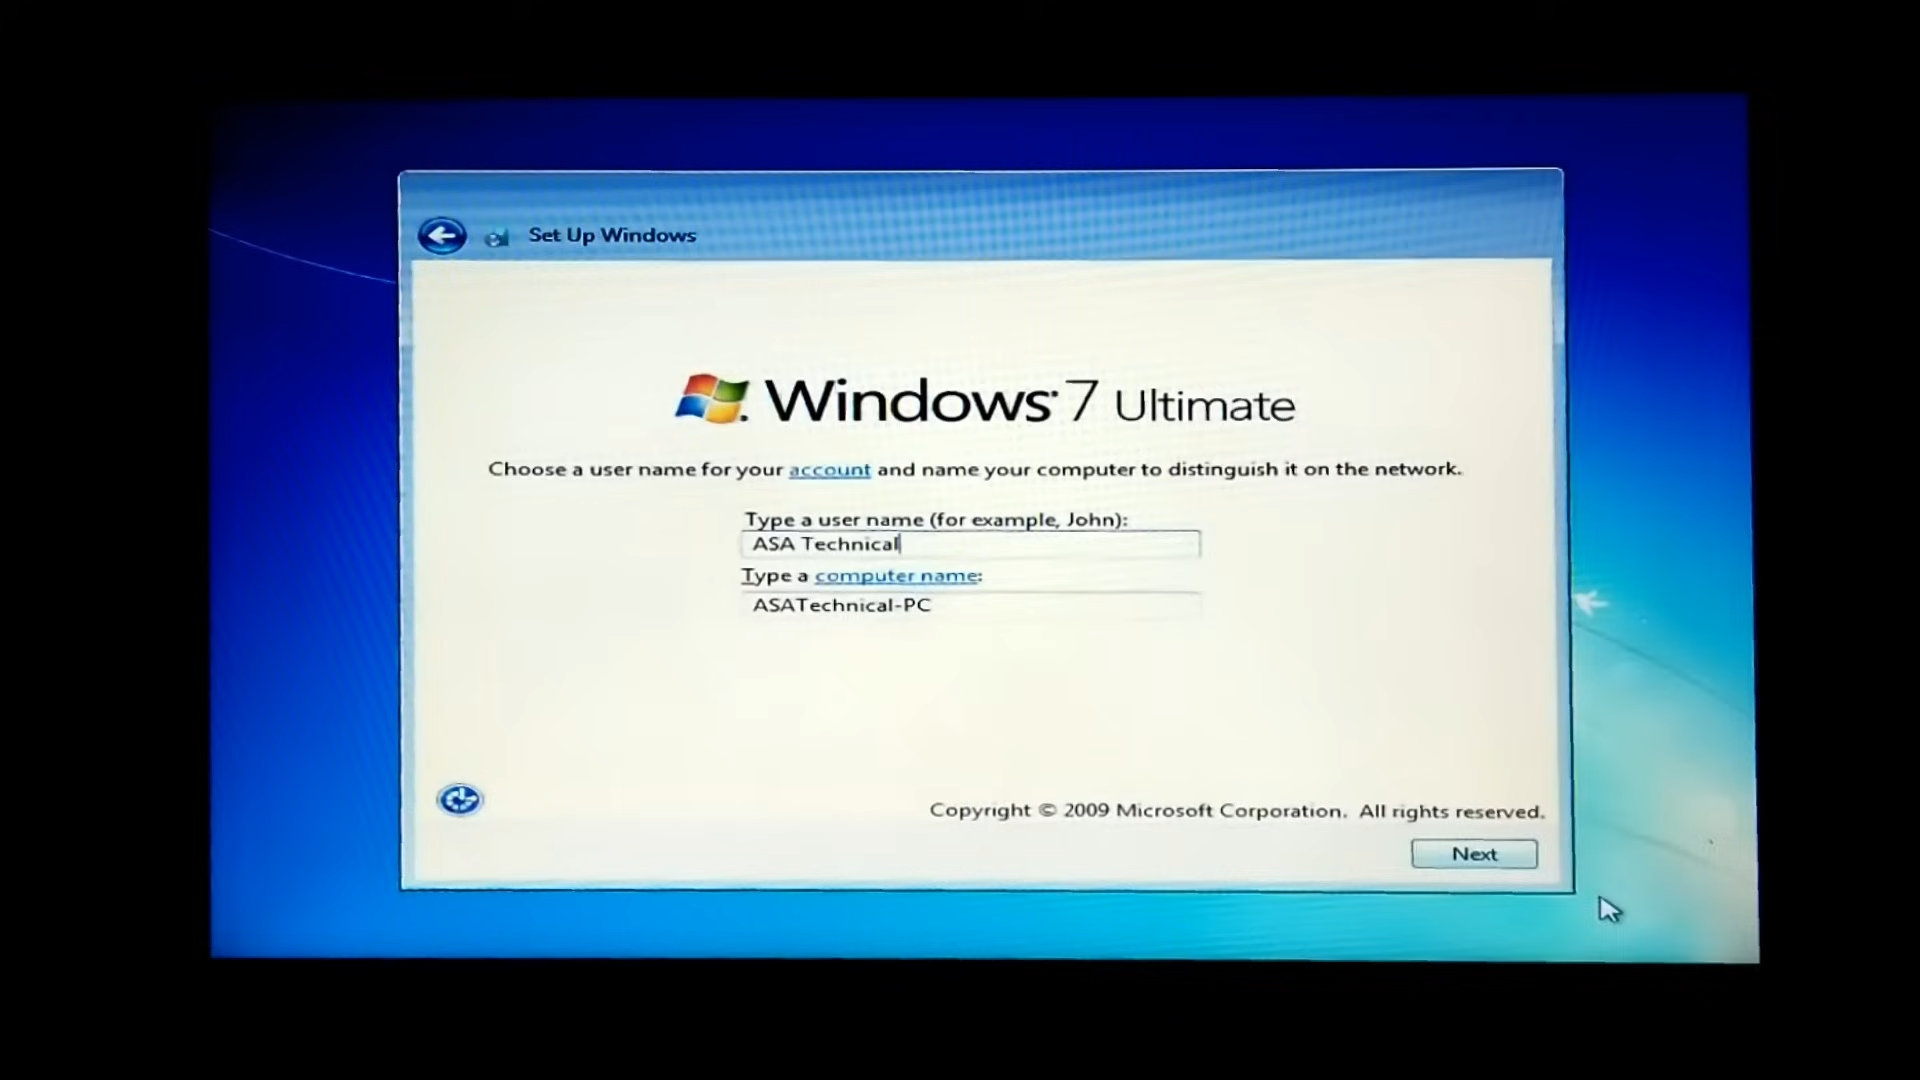 Set Up Windows
Windows 7 Ultimate
Choose a user name for your account and name your computer to distinguish it on the network.
Type a user name (for example, John):
ASA Technical
Type a computer name:
ASATechnical-PC
Copyright © 2009 Microsoft Corporation. All rights reserved.
Next